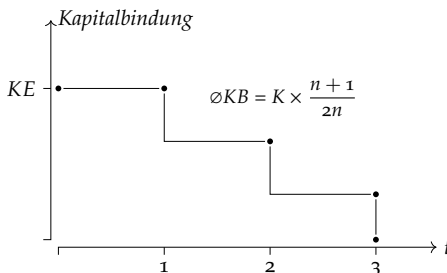 Kapitalbindung
KE
⌀KB = K × (n + 1)/(2n)
1 2 3